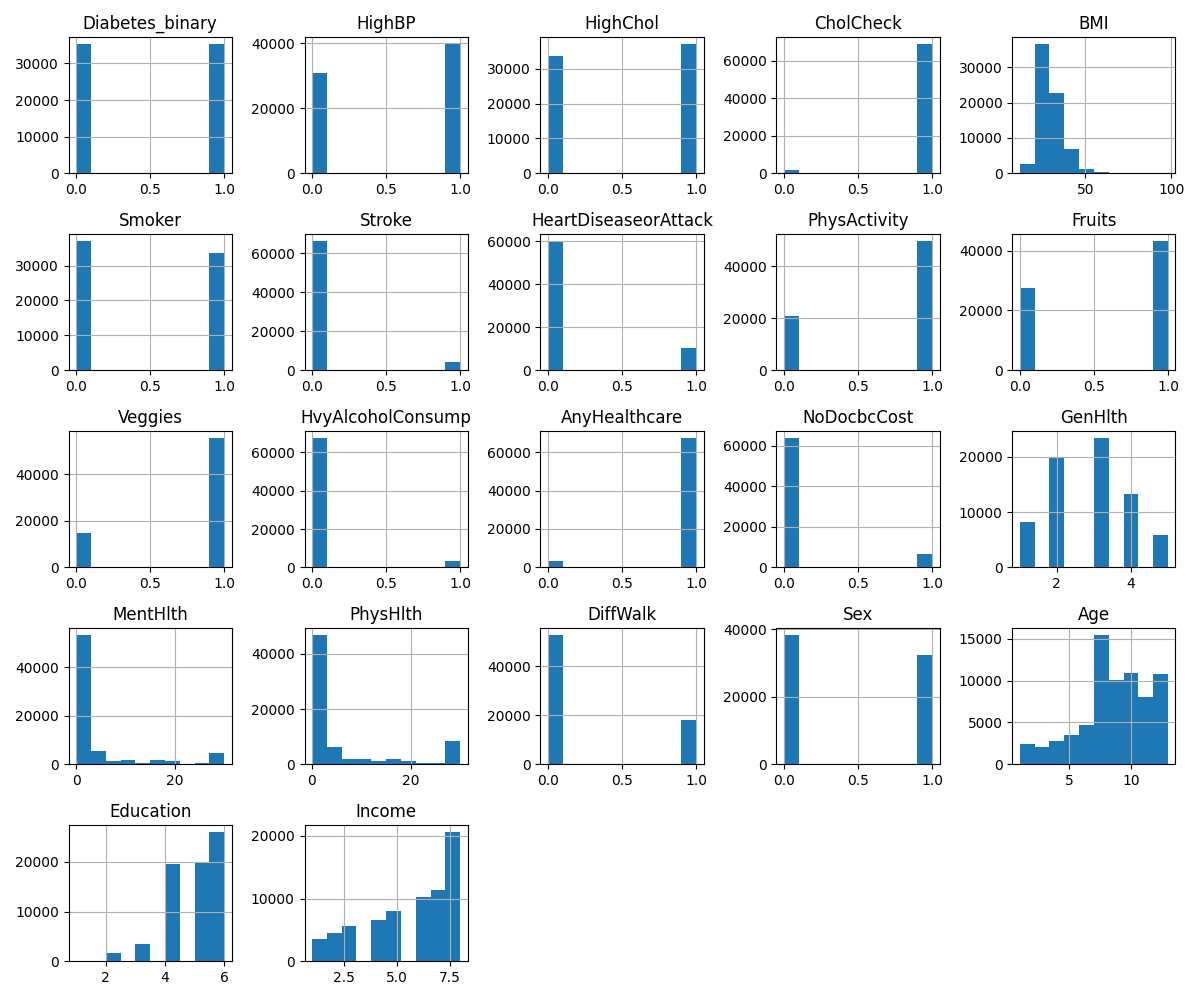 Diabetes_binary HighBP HighChol CholCheck BMI
30000 20000 10000 0 0.0 0.5 1.0
40000 20000 0 0.0 0.5 1.0
30000 20000 10000 0 0.0 0.5 1.0
60000 40000 20000 0 0.0 0.5 1.0
30000 20000 10000 0 50 100
Smoker Stroke HeartDiseaseorAttack PhysActivity Fruits
30000 20000 10000 0 0.0 0.5 1.0
60000 40000 20000 0 0.0 0.5 1.0
60000 40000 20000 0 0.0 0.5 1.0
40000 20000 0 0.0 0.5 1.0
40000 20000 0 0.0 0.5 1.0
Veggies HvyAlcoholConsump AnyHealthcare NoDocbcCost GenHlth
40000 20000 0 0.0 0.5 1.0
60000 40000 20000 0 0.0 0.5 1.0
60000 40000 20000 0 0.0 0.5 1.0
60000 40000 20000 0 0.0 0.5 1.0
20000 10000 0 2 4
MentHlth PhysHlth DiffWalk Sex Age
40000 20000 0 0 20
40000 20000 0 0 20
40000 20000 0 0.0 0.5 1.0
40000 20000 0 0.0 0.5 1.0
15000 10000 5000 0 5 10
Education Income
20000 10000 0 2 4 6
20000 10000 0 2.5 5.0 7.5